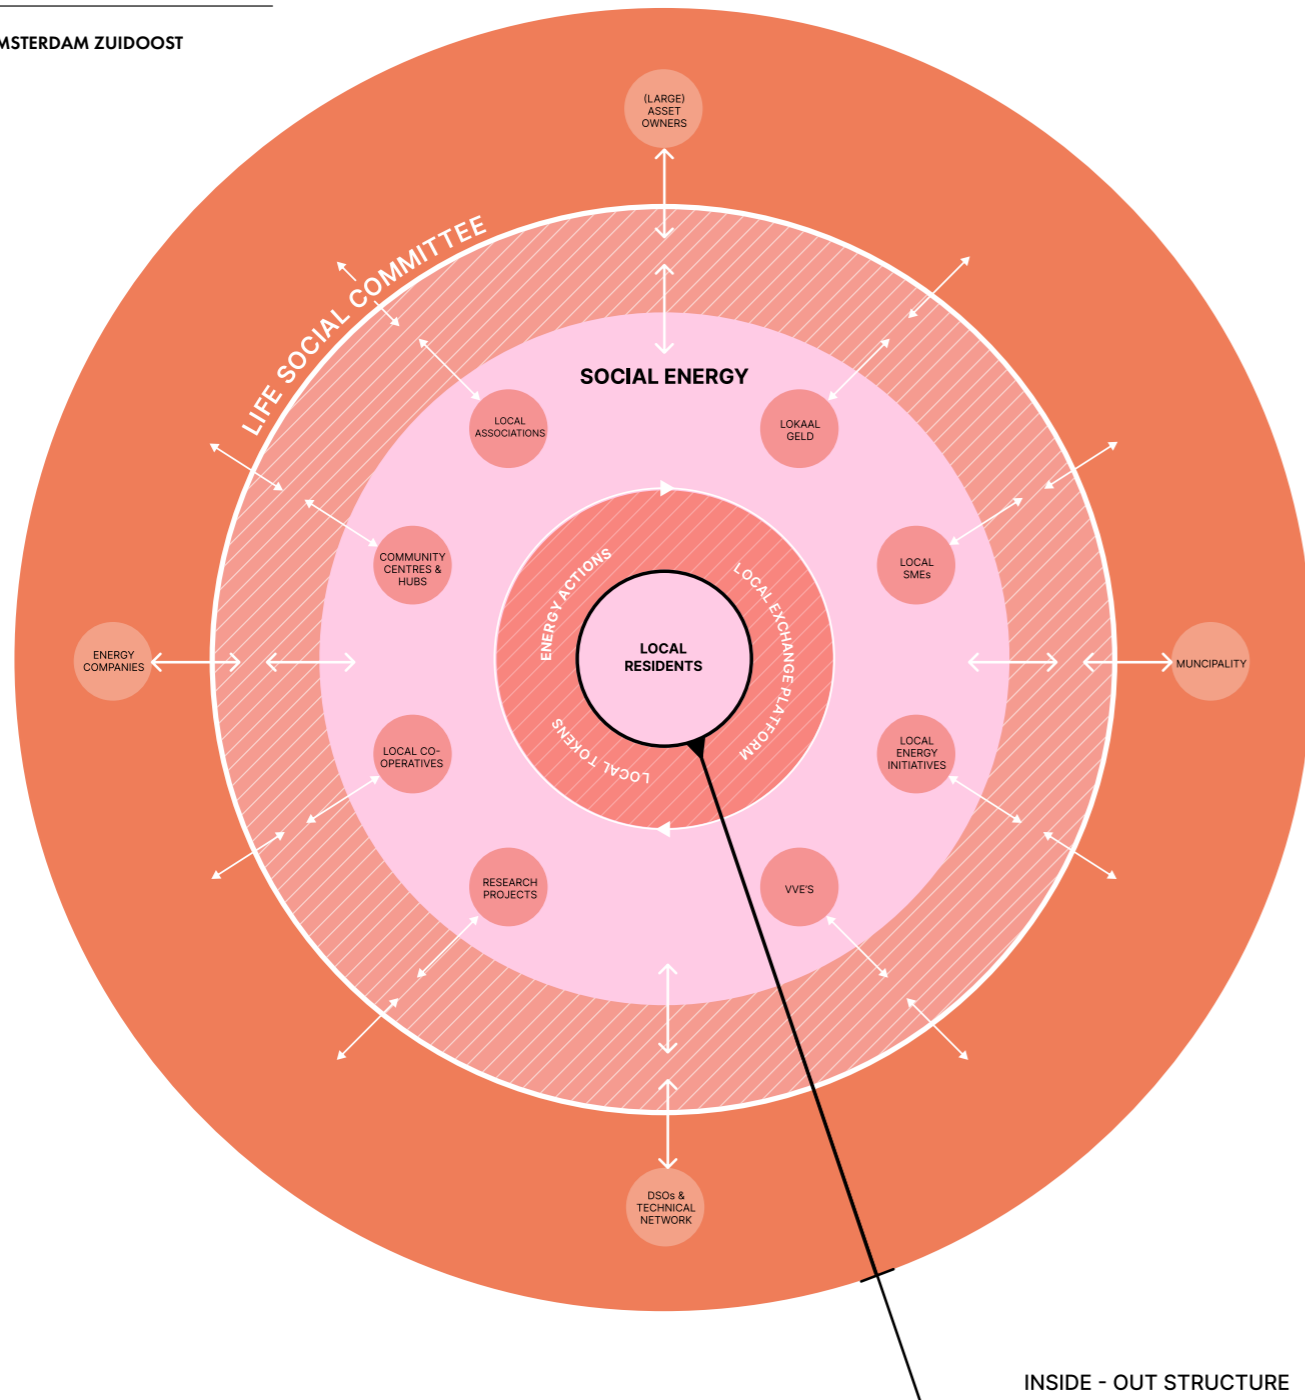 MSTERDAM ZUIDOOST
(LARGE)
ASSET
OWNERS
LIFE SOCIAL COMMITTEE
SOCIAL ENERGY
LOCAL
ASSOCIATIONS
LOKAAL
GELD
COMMUNITY
CENTRES &
HUBS
LOCAL
SMEs
ENERGY ACTIONS
LOCAL EXCHANGE PLATFORM
LOCAL TOKENS
LOCAL
RESIDENTS
ENERGY
COMPANIES
MUNCIPALITY
LOCAL CO-
OPERATIVES
LOCAL
ENERGY
INITIATIVES
RESEARCH
PROJECTS
VVE'S
DSOs &
TECHNICAL
NETWORK
INSIDE - OUT STRUCTURE